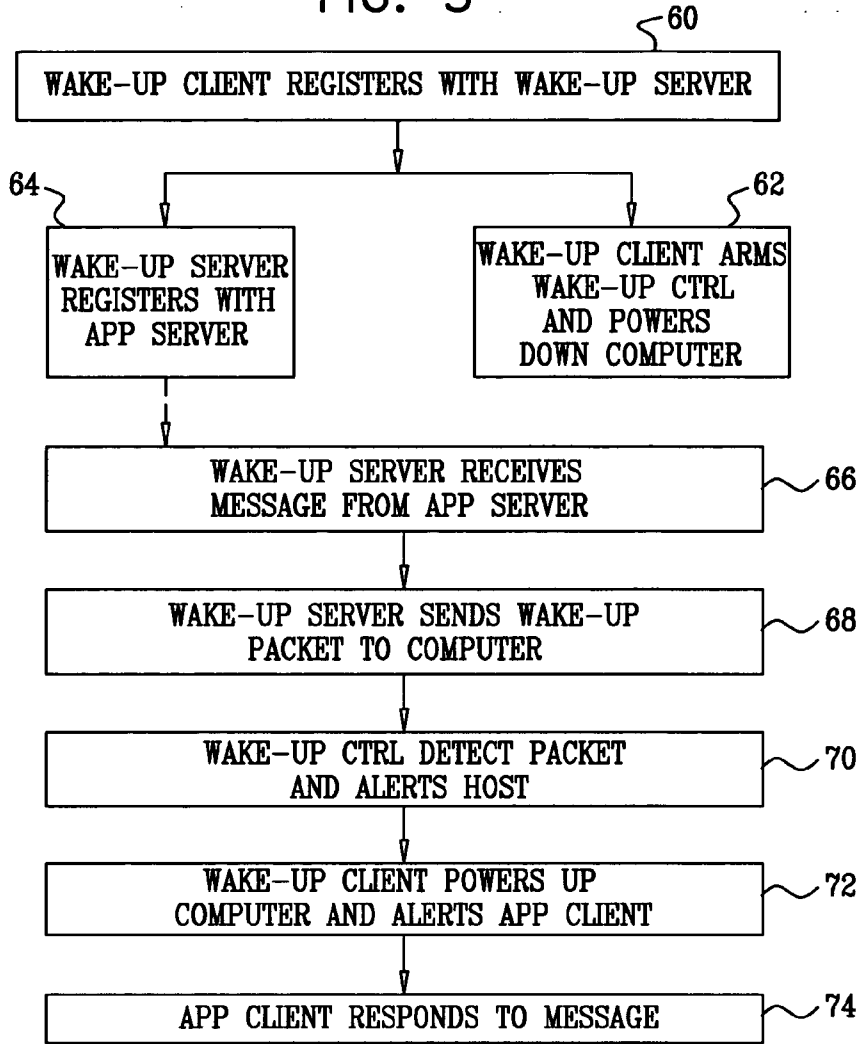 FIG. 3
60
WAKE-UP CLIENT REGISTERS WITH WAKE-UP SERVER
64
WAKE-UP SERVER
REGISTERS WITH
APP SERVER
62
WAKE-UP CLIENT ARMS
WAKE-UP CTRL
AND POWERS
DOWN COMPUTER
WAKE-UP SERVER RECEIVES
MESSAGE FROM APP SERVER
66
WAKE-UP SERVER SENDS WAKE-UP
PACKET TO COMPUTER
68
WAKE-UP CTRL DETECT PACKET
AND ALERTS HOST
70
WAKE-UP CLIENT POWERS UP
COMPUTER AND ALERTS APP CLIENT
72
APP CLIENT RESPONDS TO MESSAGE
74